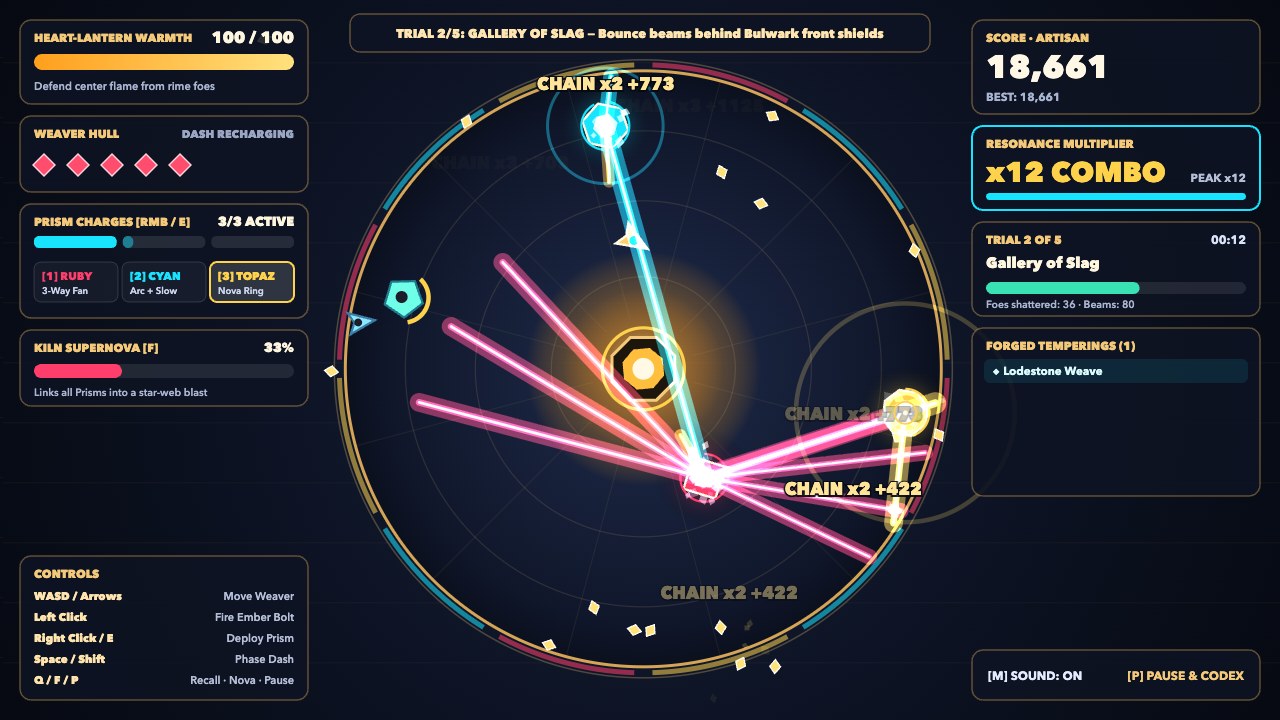 HEART-LANTERN WARMTH 100 / 100
Defend center flame from rime foes
WEAVER HULL DASH RECHARGING
PRISM CHARGES [RMB / E] 3/3 ACTIVE
[1] RUBY
3-Way Fan
[2] CYAN
Arc + Slow
[3] TOPAZ
Nova Ring
KILN SUPERNOVA [F] 33%
Links all Prisms into a star-web blast
CONTROLS
WASD / Arrows Move Weaver
Left Click Fire Ember Bolt
Right Click / E Deploy Prism
Space / Shift Phase Dash
Q / F / P Recall · Nova · Pause
TRIAL 2/5: GALLERY OF SLAG – Bounce beams behind Bulwark front shields
CHAIN x2 +773
CHAIN x2
CHAIN x2 +422
CHAIN x2 +422
SCORE · ARTISAN
18,661
BEST: 18,661
RESONANCE MULTIPLIER
x12 COMBO PEAK x12
TRIAL 2 OF 5 00:12
Gallery of Slag
Foes shattered: 36 · Beams: 80
FORGED TEMPERINGS (1)
◆ Lodestone Weave
[M] SOUND: ON [P] PAUSE & CODEX